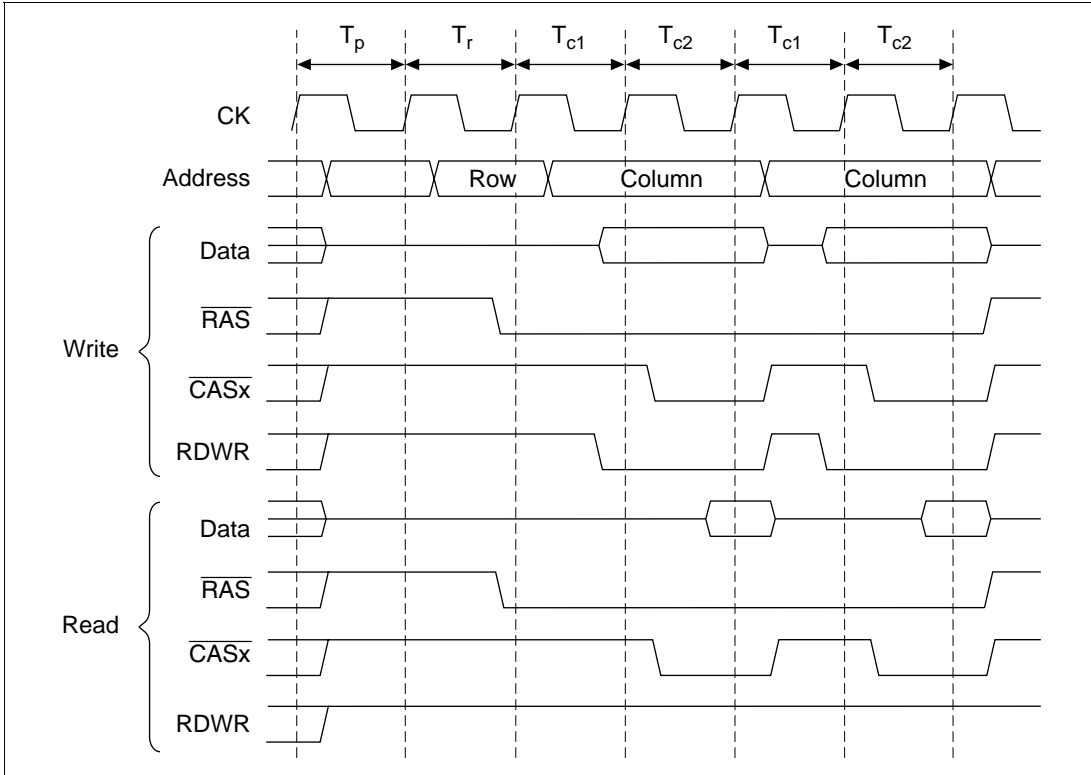 Tp Tr Tc1 Tc2 Tc1 Tc2
CK
Address Row Column Column
Data
RAS
Write
CASx
RDWR
Data
RAS
Read
CASx
RDWR